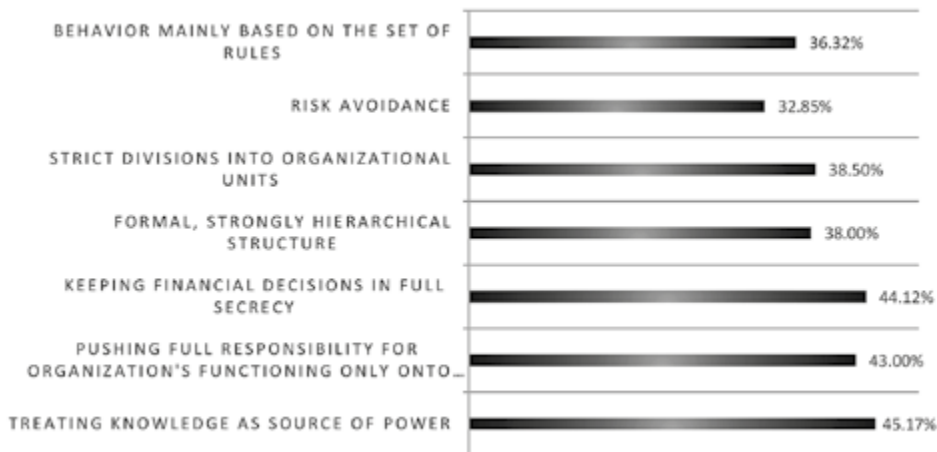 BEHAVIOR MAINLY BASED ON THE SET OF
RULES
36.32%
RISK AVOIDANCE
32.85%
STRICT DIVISIONS INTO ORGANIZATIONAL
UNITS
38.50%
FORMAL, STRONGLY HIERARCHICAL
STRUCTURE
38.00%
KEEPING FINANCIAL DECISIONS IN FULL
SECRECY
44.12%
PUSHING FULL RESPONSIBILITY FOR
ORGANIZATION'S FUNCTIONING ONLY ONTO…
43.00%
TREATING KNOWLEDGE AS SOURCE OF POWER
45.17%